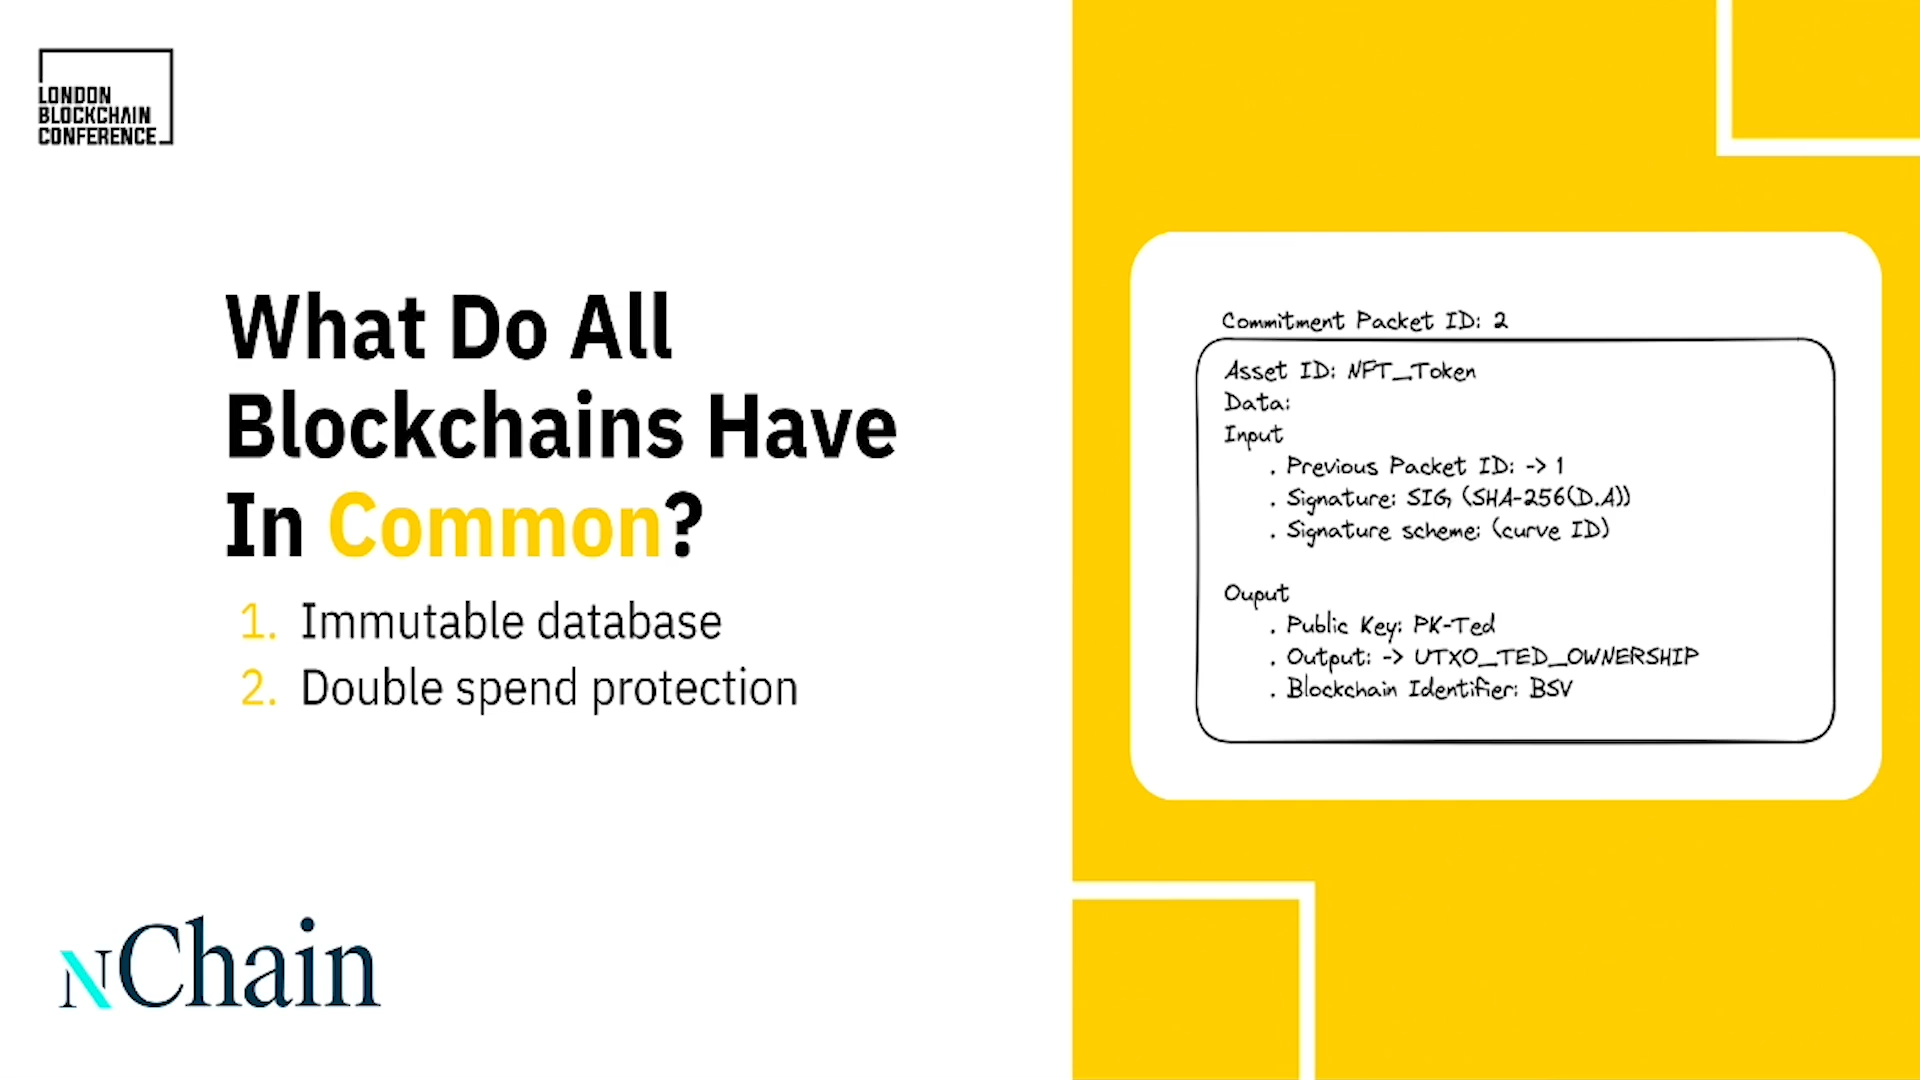 LONDON
BLOCKCHAIN
CONFERENCE
What Do All
Blockchains Have
In Common?
1. Immutable database
2. Double spend protection
nChain
Commitment Packet ID: 2
Asset ID: NFT_Token
Data:
Input
. Previous Packet ID: -> 1
. Signature: SIG, (SHA-256(D.A))
. Signature scheme: (curve ID)
Ouput
. Public Key: PK-Ted
. Output: -> UTXO_TED_OWNERSHIP
. Blockchain Identifier: BSV